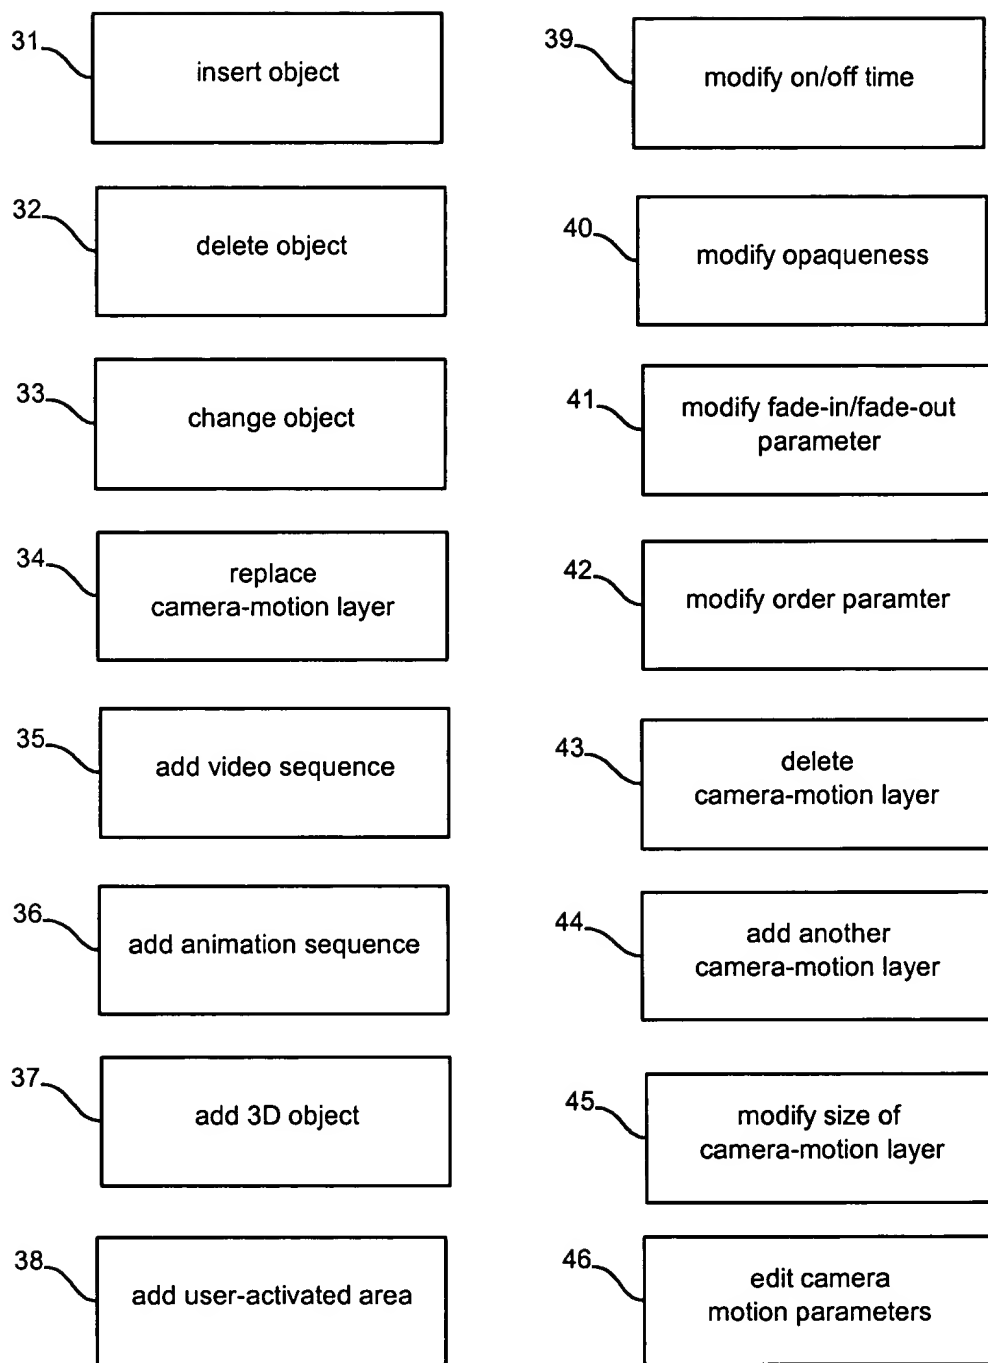 31
insert object
32
delete object
33
change object
34
replace
camera-motion layer
35
add video sequence
36
add animation sequence
37
add 3D object
38
add user-activated area
39
modify on/off time
40
modify opaqueness
41
modify fade-in/fade-out
parameter
42
modify order paramter
43
delete
camera-motion layer
44
add another
camera-motion layer
45
modify size of
camera-motion layer
46
edit camera
motion parameters